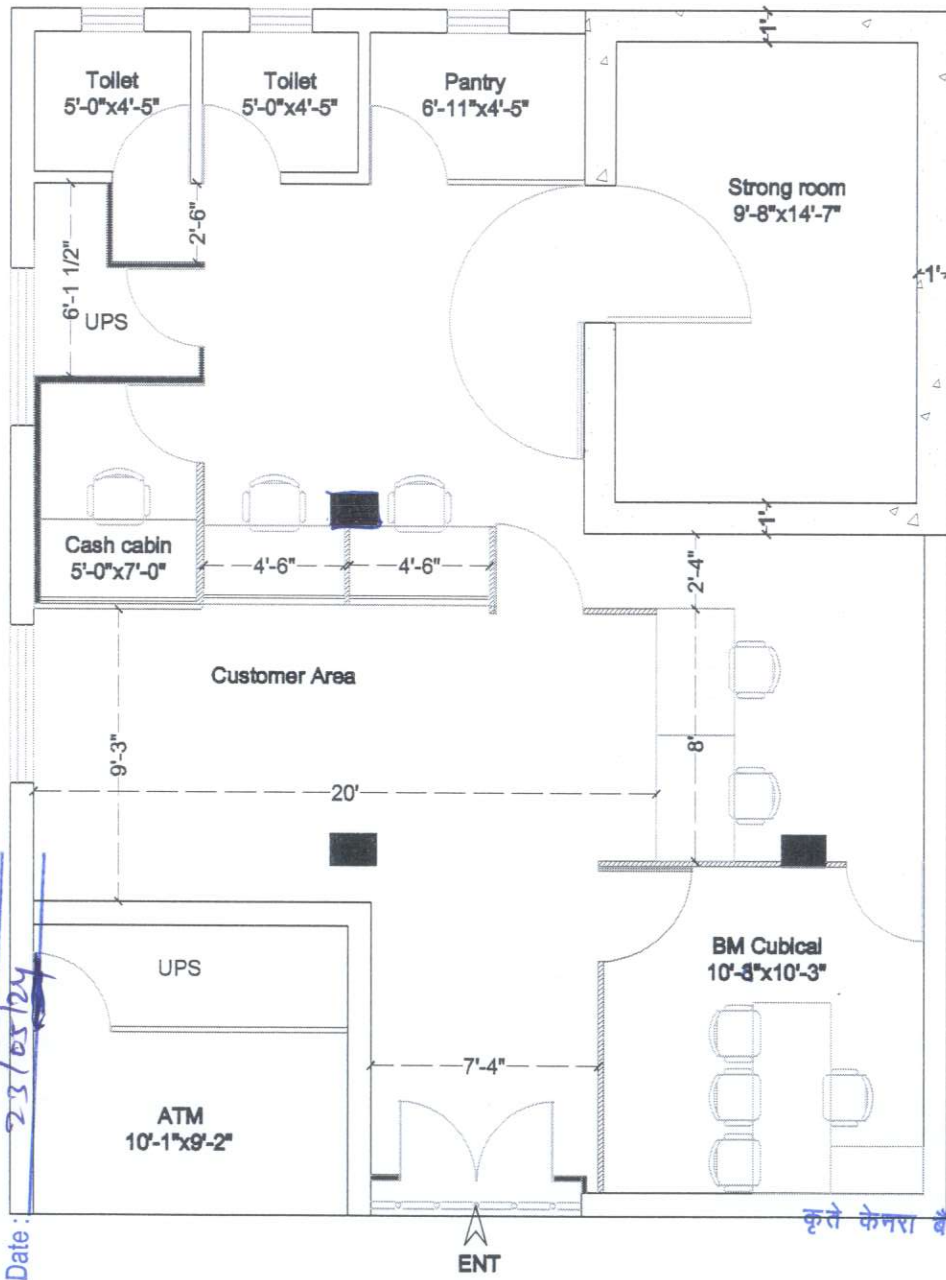 Toilet
5'-0"x4'-5"
Toilet
5'-0"x4'-5"
Pantry
6'-11"x4'-5"
1'-
Strong room
9'-8"x14'-7"
1'-
2'-6"
6'-1 1/2"
UPS
Cash cabin
5'-0"x7'-0"
4'-6"
4'-6"
1'-
2'-4"
Customer Area
9'-3"
8'
20'
UPS
BM Cubical
10'-8"x10'-3"
7'-4"
ATM
10'-1"x9'-2"
ENT
Date:
23/05/24
कृते केनरा